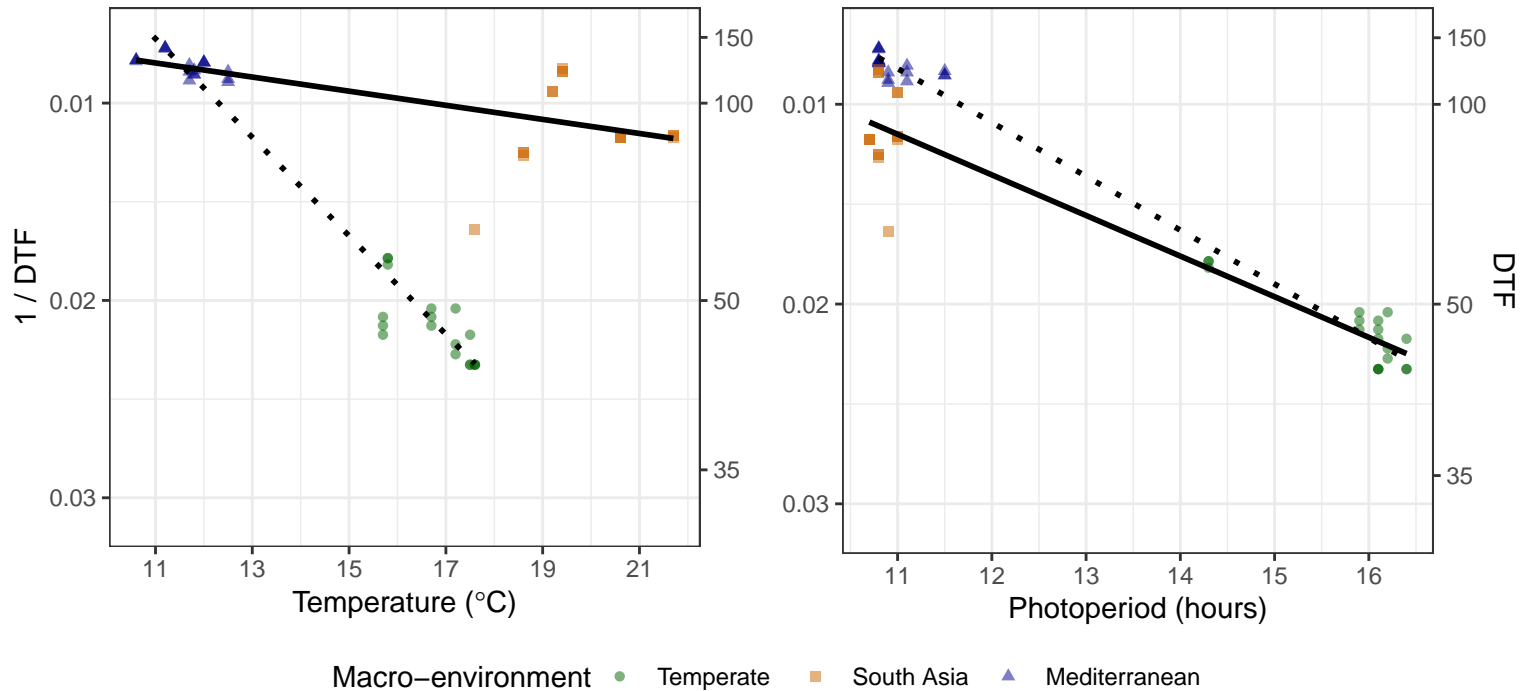 1 / DTF
0.01
0.02
0.03
150
100
50
35
11 13 15 17 19 21
Temperature (°C)
0.01
0.02
0.03
150
100
50
35
DTF
11 12 13 14 15 16
Photoperiod (hours)
Macro−environment Temperate South Asia Mediterranean